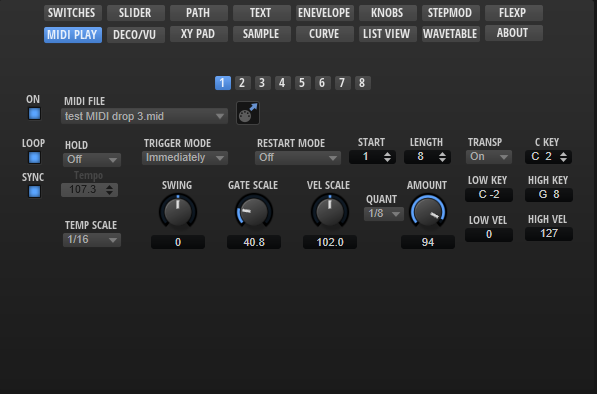 SWITCHES SLIDER PATH TEXT ENEVELOPE KNOBS STEPMOD FLEXP
MIDI PLAY DECO/VU XY PAD SAMPLE CURVE LIST VIEW WAVETABLE ABOUT
1 2 3 4 5 6 7 8
ON MIDI FILE
test MIDI drop 3.mid
LOOP HOLD TRIGGER MODE RESTART MODE START LENGTH TRANSP C KEY
Off Immediately Off 1 8 On C 2
SYNC Tempo SWING GATE SCALE VEL SCALE AMOUNT LOW KEY HIGH KEY
107.3 QUANT C -2 G 8
1/8
TEMP SCALE LOW VEL HIGH VEL
1/16 0 40.8 102.0 94 0 127